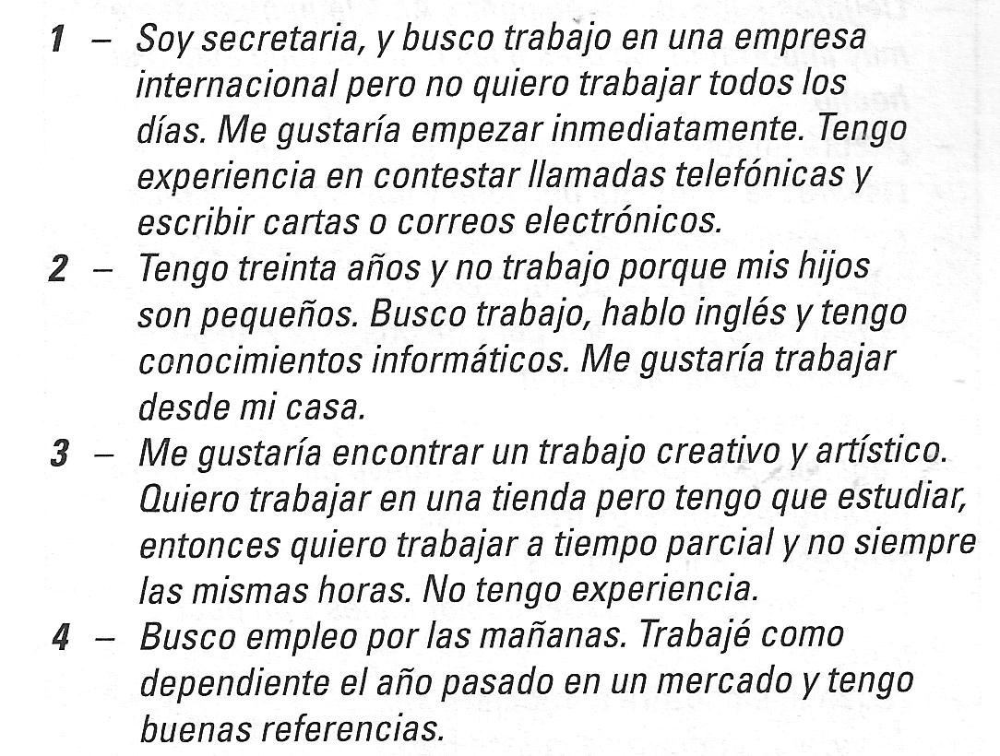 1 – Soy secretaria, y busco trabajo en una empresa
internacional pero no quiero trabajar todos los
días. Me gustaría empezar inmediatamente. Tengo
experiencia en contestar llamadas telefónicas y
escribir cartas o correos electrónicos.
2 – Tengo treinta años y no trabajo porque mis hijos
son pequeños. Busco trabajo, hablo inglés y tengo
conocimientos informáticos. Me gustaría trabajar
desde mi casa.
3 – Me gustaría encontrar un trabajo creativo y artístico.
Quiero trabajar en una tienda pero tengo que estudiar,
entonces quiero trabajar a tiempo parcial y no siempre
las mismas horas. No tengo experiencia.
4 – Busco empleo por las mañanas. Trabajé como
dependiente el año pasado en un mercado y tengo
buenas referencias.